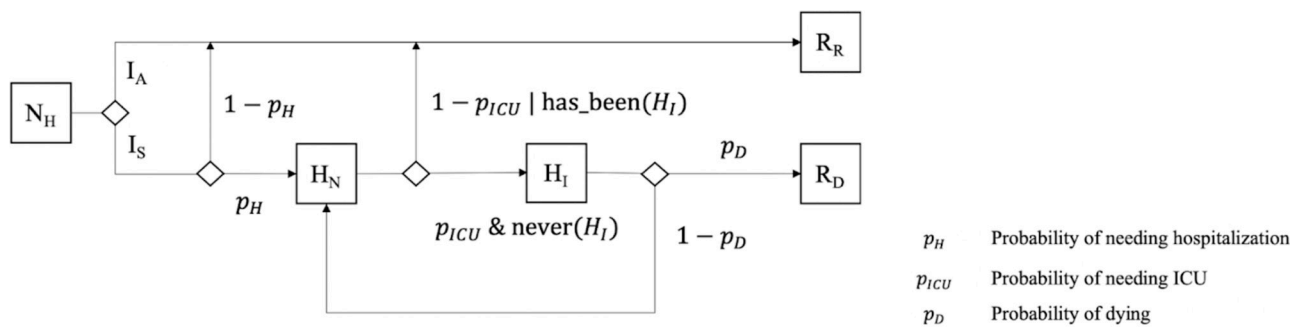 R_R
I_A
N_H
1 − p_H
1 − p_ICU | has_been(H_I)
I_S
p_D
H_N
H_I
R_D
p_H
p_ICU & never(H_I)
1 − p_D
p_H Probability of needing hospitalization
p_ICU Probability of needing ICU
p_D Probability of dying